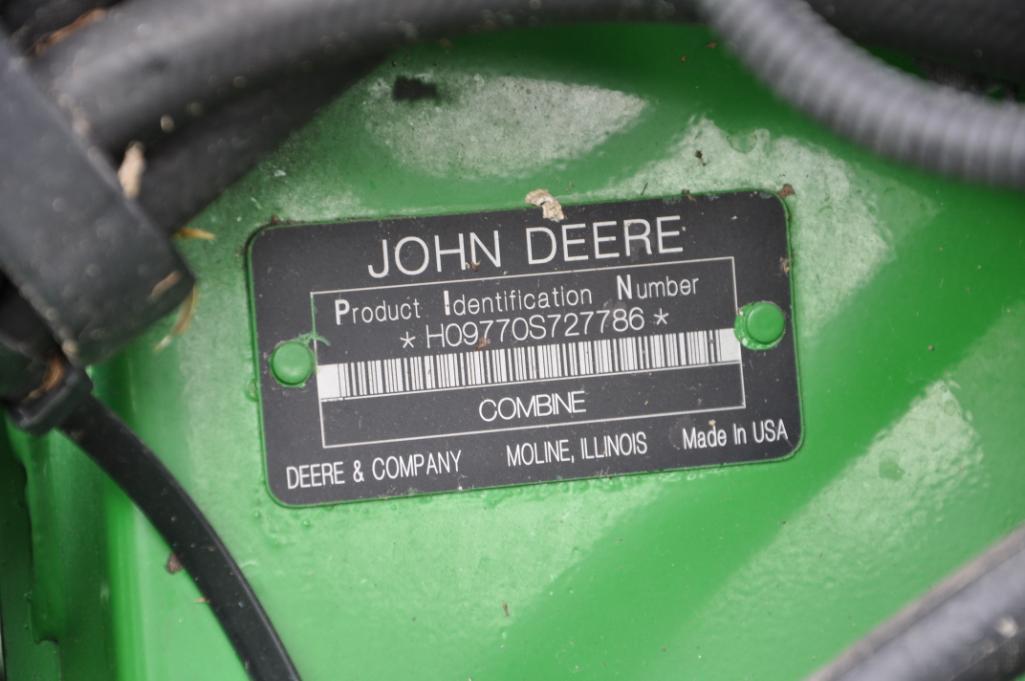 JOHN DEERE
Product Identification Number
* H09770S727786 *
COMBINE
DEERE & COMPANY MOLINE, ILLINOIS Made In USA